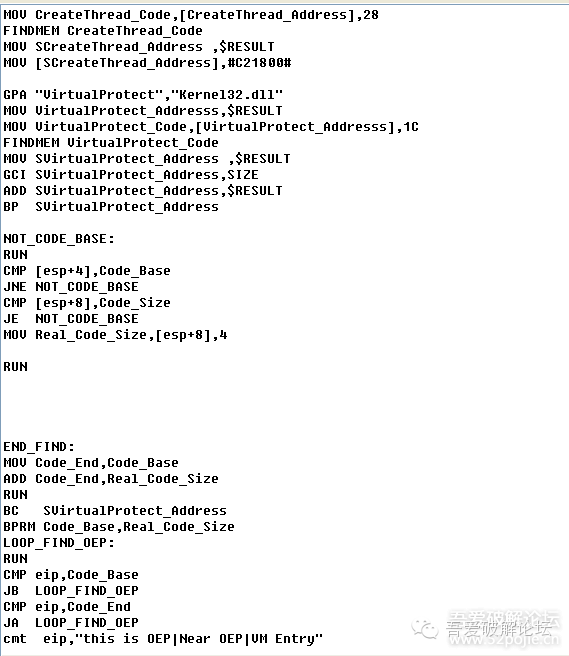 MOV CreateThread_Code,[CreateThread_Address],28
FINDMEM CreateThread_Code
MOV SCreateThread_Address ,$RESULT
MOV [SCreateThread_Address],#C21800#
GPA "VirtualProtect","Kernel32.dll"
MOV VirtualProtect_Addresss,$RESULT
MOV VirtualProtect_Code,[VirtualProtect_Addresss],1C
FINDMEM VirtualProtect_Code
MOV SVirtualProtect_Address ,$RESULT
GCI SVirtualProtect_Address,SIZE
ADD SVirtualProtect_Address,$RESULT
BP  SVirtualProtect_Address
NOT_CODE_BASE:
RUN
CMP [esp+4],Code_Base
JNE NOT_CODE_BASE
CMP [esp+8],Code_Size
JE  NOT_CODE_BASE
MOV Real_Code_Size,[esp+8],4
RUN
END_FIND:
MOV Code_End,Code_Base
ADD Code_End,Real_Code_Size
RUN
BC   SVirtualProtect_Address
BPRM Code_Base,Real_Code_Size
LOOP_FIND_OEP:
RUN
CMP eip,Code_Base
JB  LOOP_FIND_OEP
CMP eip,Code_End
JA  LOOP_FIND_OEP
cmt  eip,"this is OEP|Near OEP|VM Entry"
吾爱破解论坛
吾爱破解论坛
www.52pojie.cn